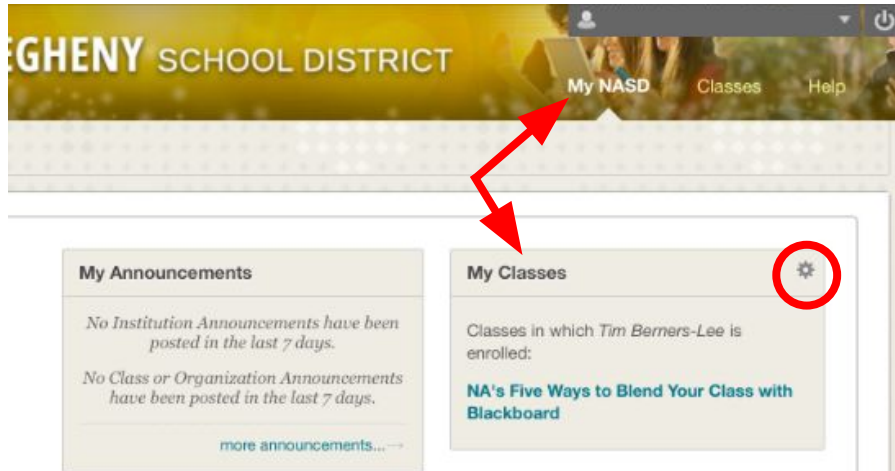 EGHENY SCHOOL DISTRICT
My NASD Classes Help
My Announcements
No Institution Announcements have been
posted in the last 7 days.
No Class or Organization Announcements
have been posted in the last 7 days.
more announcements...→
My Classes
Classes in which Tim Berners-Lee is
enrolled:
NA's Five Ways to Blend Your Class with
Blackboard